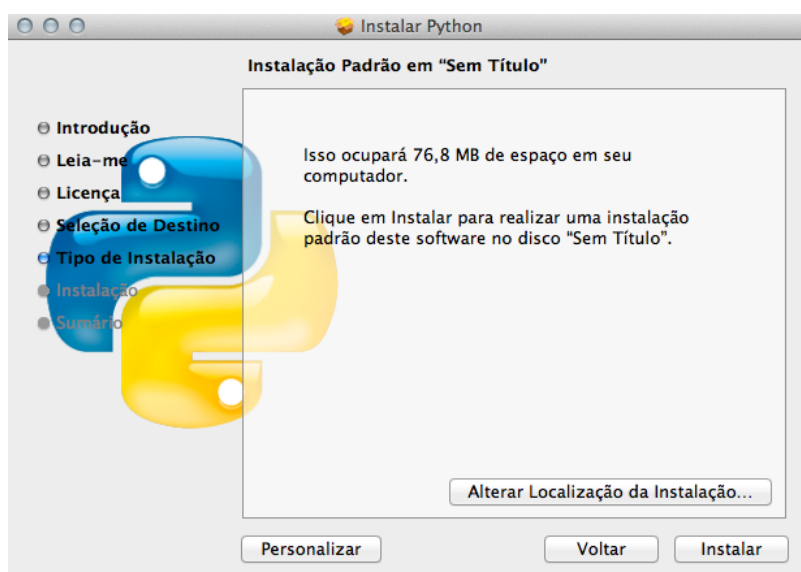 Instalar Python
Instalação Padrão em “Sem Título”
Introdução
Leia-me
Licença
Seleção de Destino
Tipo de Instalação
Instalação
Sumário
Isso ocupará 76,8 MB de espaço em seu
computador.
Clique em Instalar para realizar uma instalação
padrão deste software no disco “Sem Título”.
Alterar Localização da Instalação...
Personalizar
Voltar
Instalar